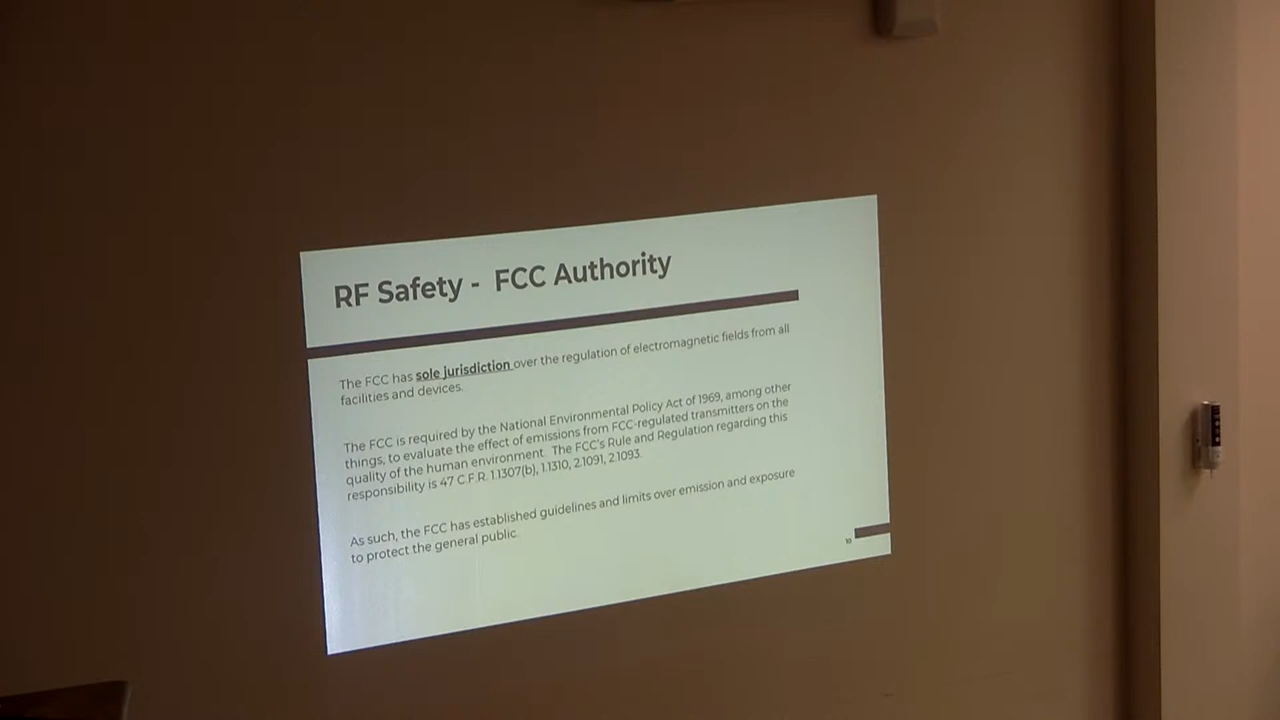 RF Safety - FCC Authority
The FCC has sole jurisdiction over the regulation of electromagnetic fields from all
facilities and devices.
The FCC is required by the National Environmental Policy Act of 1969, among other
things, to evaluate the effect of emissions from FCC-regulated transmitters on the
quality of the human environment. The FCC's Rule and Regulation regarding this
responsibility is 47 C.F.R. 1.1307(b), 1.1310, 2.1091, 2.1093.
As such, the FCC has established guidelines and limits over emission and exposure
to protect the general public.
10